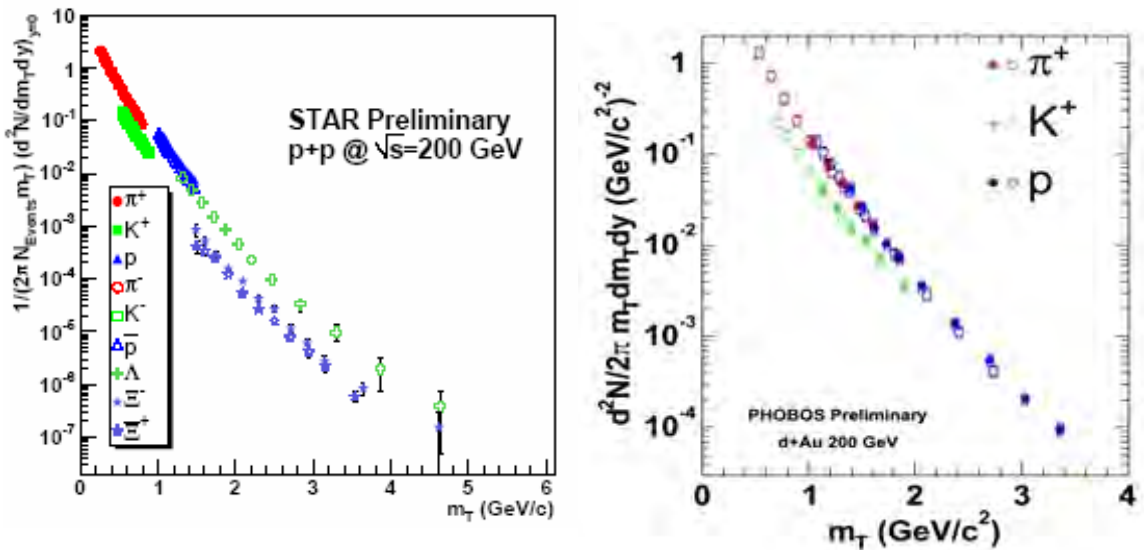 1/(2π N_Events m_T) (d²N/dm_T dy)_y=0
10
1
10⁻¹
10⁻²
10⁻³
10⁻⁴
10⁻⁵
10⁻⁶
10⁻⁷
STAR Preliminary
p+p @ √s=200 GeV
π⁺
K⁺
p
π⁻
K⁻
p̅
Λ
Ξ⁻
Ξ̅⁺
0 1 2 3 4 5 6
m_T (GeV/c)
d²N/2π m_T dm_T dy (GeV/c²)⁻²
1
10⁻¹
10⁻²
10⁻³
10⁻⁴
π⁺
K⁺
p
PHOBOS Preliminary
d+Au 200 GeV
0 1 2 3 4
m_T (GeV/c²)